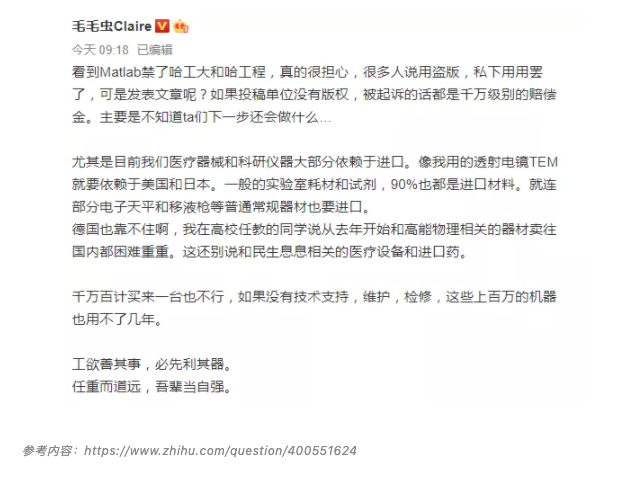 毛毛虫Claire
今天 09:18 已编辑
看到Matlab禁了哈工大和哈工程，真的很担心，很多人说用盗版，私下用用罢
了，可是发表文章呢？如果投稿单位没有版权，被起诉的话都是千万级别的赔偿
金。主要是不知道ta们下一步还会做什么...
尤其是目前我们医疗器械和科研仪器大部分依赖于进口。像我用的透射电镜TEM
就要依赖于美国和日本。一般的实验室耗材和试剂，90%也都是进口材料。就连
部分电子天平和移液枪等普通常规器材也要进口。
德国也靠不住啊，我在高校任教的同学说从去年开始和高能物理相关的器材卖往
国内都困难重重。这还别说和民生息息相关的医疗设备和进口药。
千方百计买来一台也不行，如果没有技术支持，维护，检修，这些上百万的机器
也用不了几年。
工欲善其事，必先利其器。
任重而道远，吾辈当自强。
参考内容：https://www.zhihu.com/question/400551624